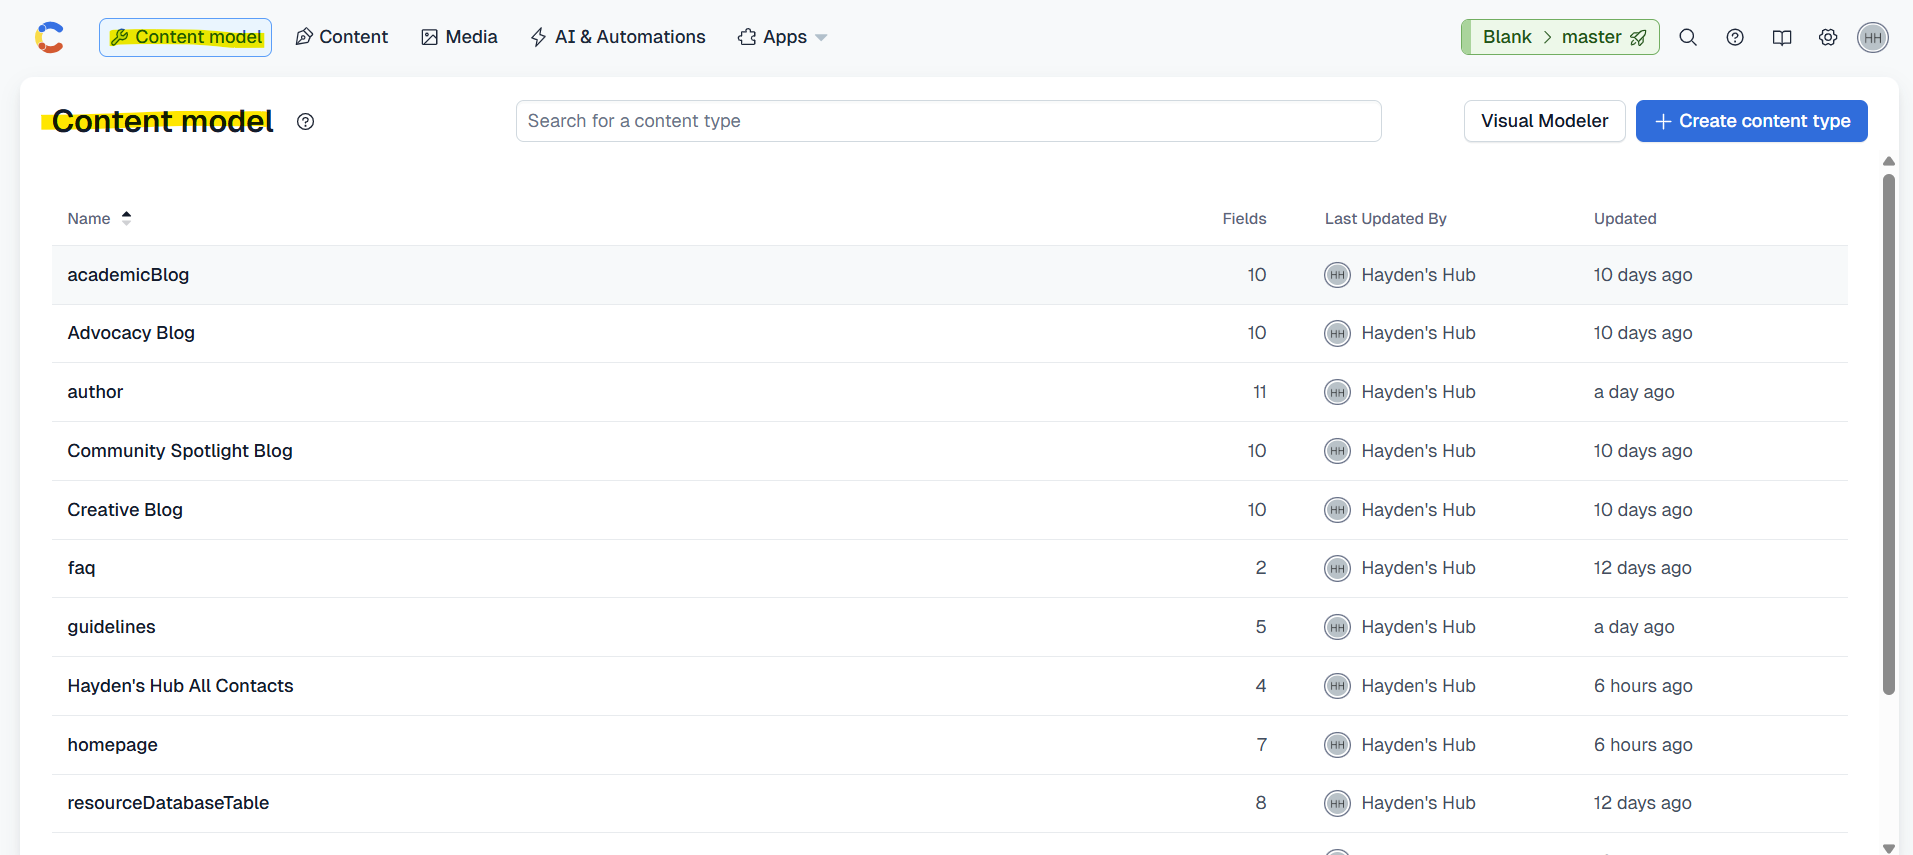 Content model Content Media AI & Automations Apps Blank > master HH
Content model Search for a content type Visual Modeler + Create content type
Name Fields Last Updated By Updated
academicBlog 10 HH Hayden's Hub 10 days ago
Advocacy Blog 10 HH Hayden's Hub 10 days ago
author 11 HH Hayden's Hub a day ago
Community Spotlight Blog 10 HH Hayden's Hub 10 days ago
Creative Blog 10 HH Hayden's Hub 10 days ago
faq 2 HH Hayden's Hub 12 days ago
guidelines 5 HH Hayden's Hub a day ago
Hayden's Hub All Contacts 4 HH Hayden's Hub 6 hours ago
homepage 7 HH Hayden's Hub 6 hours ago
resourceDatabaseTable 8 HH Hayden's Hub 12 days ago